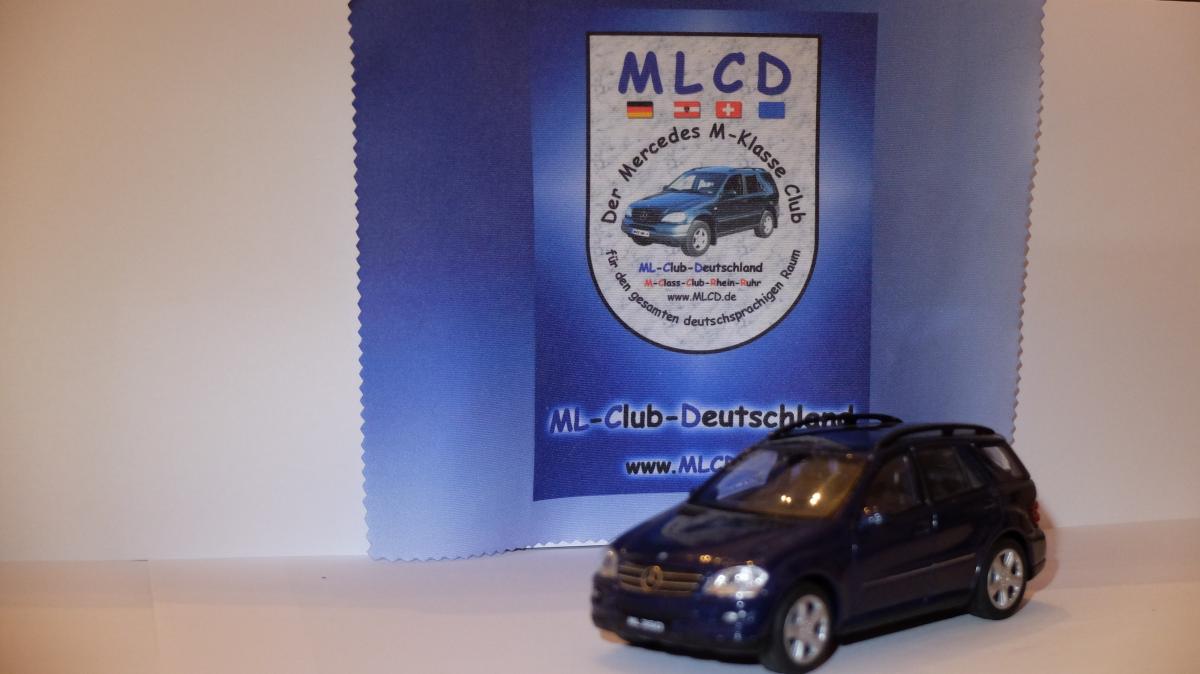 MLCD
Der Mercedes M-Klasse Club
ML-Club-Deutschland
M-Class-Club-Rhein-Ruhr
www.MLCD.de
für den gesamten deutschsprachigen Raum
ML-Club-Deutschland
www.MLCD